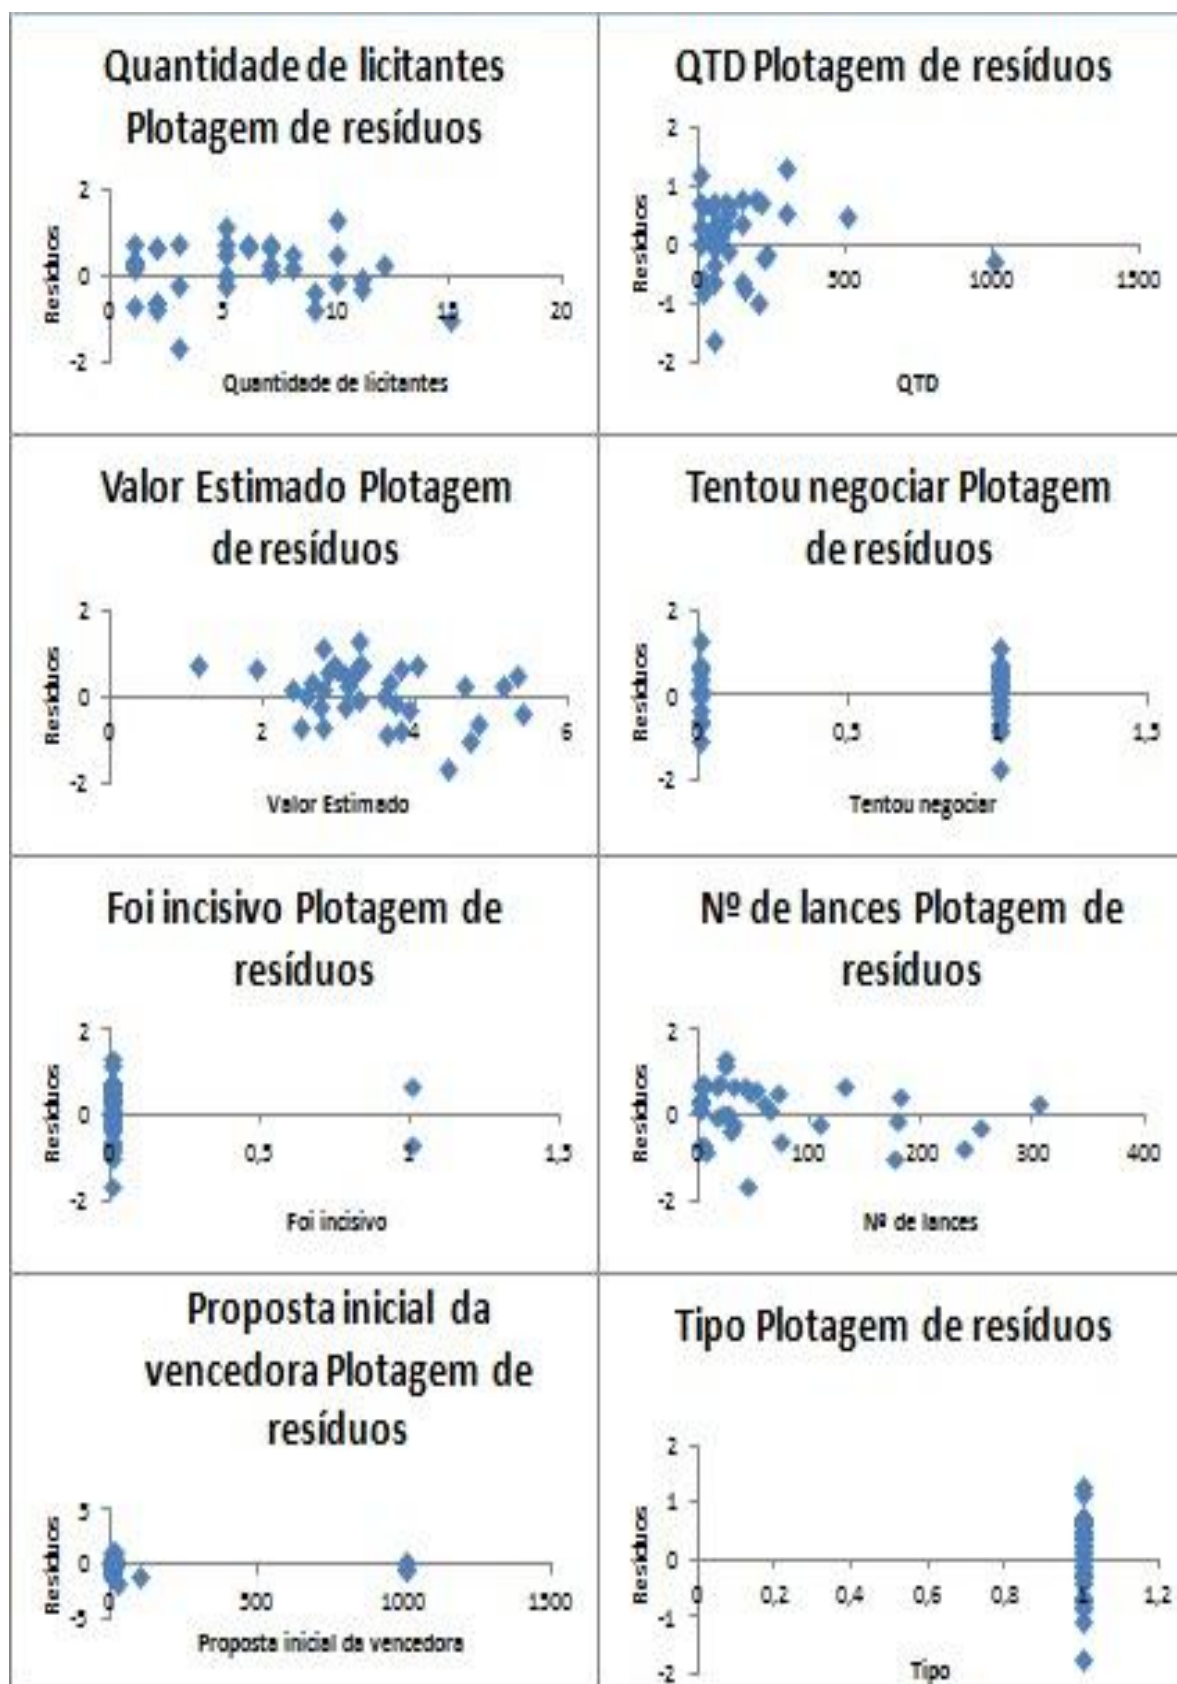 Quantidade de licitantes
Plotagem de resíduos
2
0
-2
0
5
10
15
20
Resíduos
Quantidade de licitantes
QTD Plotagem de resíduos
2
1
0
-1
-2
0
500
1000
1500
Resíduos
QTD
Valor Estimado Plotagem
de resíduos
2
0
-2
0
2
4
6
Resíduos
Valor Estimado
Tentou negociar Plotagem
de resíduos
2
0
-2
0
0,5
1
1,5
Resíduos
Tentou negociar
Foi incisivo Plotagem de
resíduos
2
0
-2
0
0,5
1
1,5
Resíduos
Foi incisivo
Nº de lances Plotagem de
resíduos
2
0
-2
0
100
200
300
400
Resíduos
Nº de lances
Proposta inicial da
vencedora Plotagem de
resíduos
5
0
-5
0
500
1000
1500
Resíduos
Proposta inicial da vencedora
Tipo Plotagem de resíduos
2
1
0
-1
-2
0
0,2
0,4
0,6
0,8
1
1,2
Resíduos
Tipo